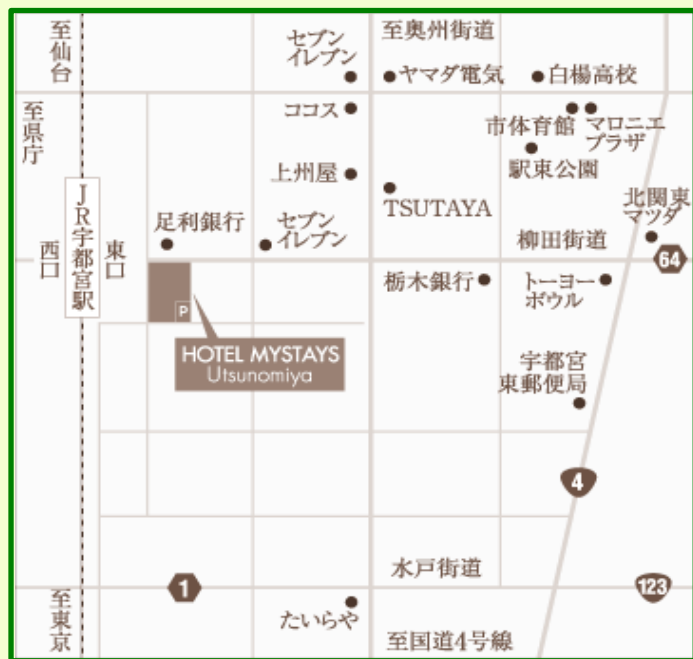 至仙台
至県庁
JR宇都宮駅
西口
東口
至東京
セブン
イレブン
至奥州街道
ヤマダ電気
白楊高校
ココス
市体育館
マロニエ
プラザ
駅東公園
上州屋
TSUTAYA
北関東
マツダ
足利銀行
セブン
イレブン
柳田街道
64
栃木銀行
トーヨー
ボウル
P
HOTEL MYSTAYS
Utsunomiya
宇都宮
東郵便局
4
水戸街道
1
123
たいらや
至国道4号線